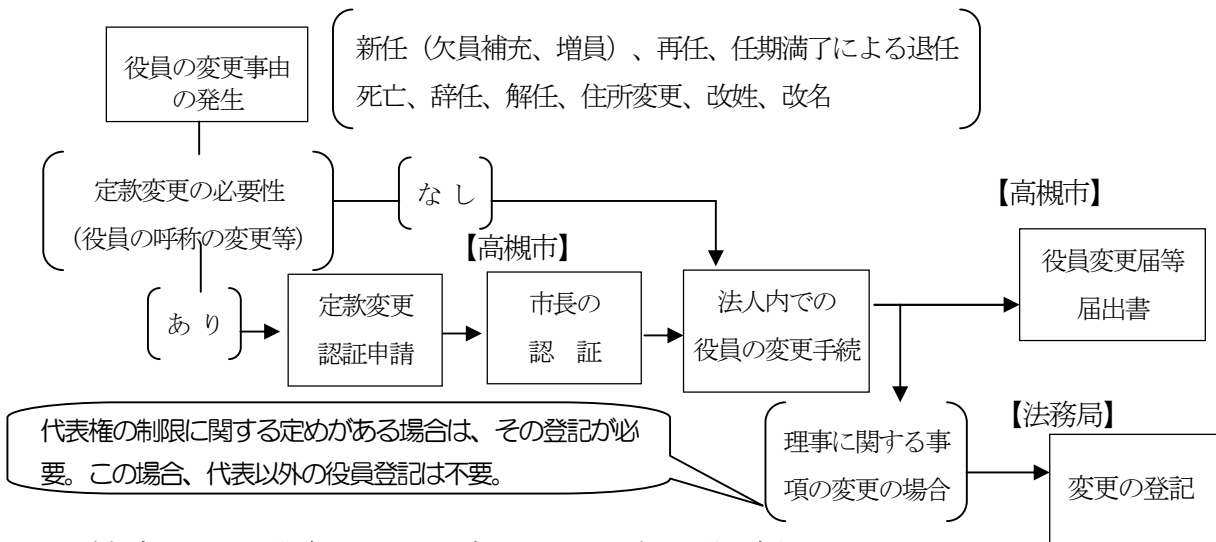 役員の変更事由
の発生
新任（欠員補充、増員）、再任、任期満了による退任
死亡、辞任、解任、住所変更、改姓、改名
定款変更の必要性
（役員の呼称の変更等）
な し
あ り
定款変更
認証申請
【高槻市】
市長の
認　証
法人内での
役員の変更手続
【高槻市】
役員変更届等
届出書
代表権の制限に関する定めがある場合は、その登記が必
要。この場合、代表以外の役員登記は不要。
理事に関する事
項の変更の場合
【法務局】
変更の登記